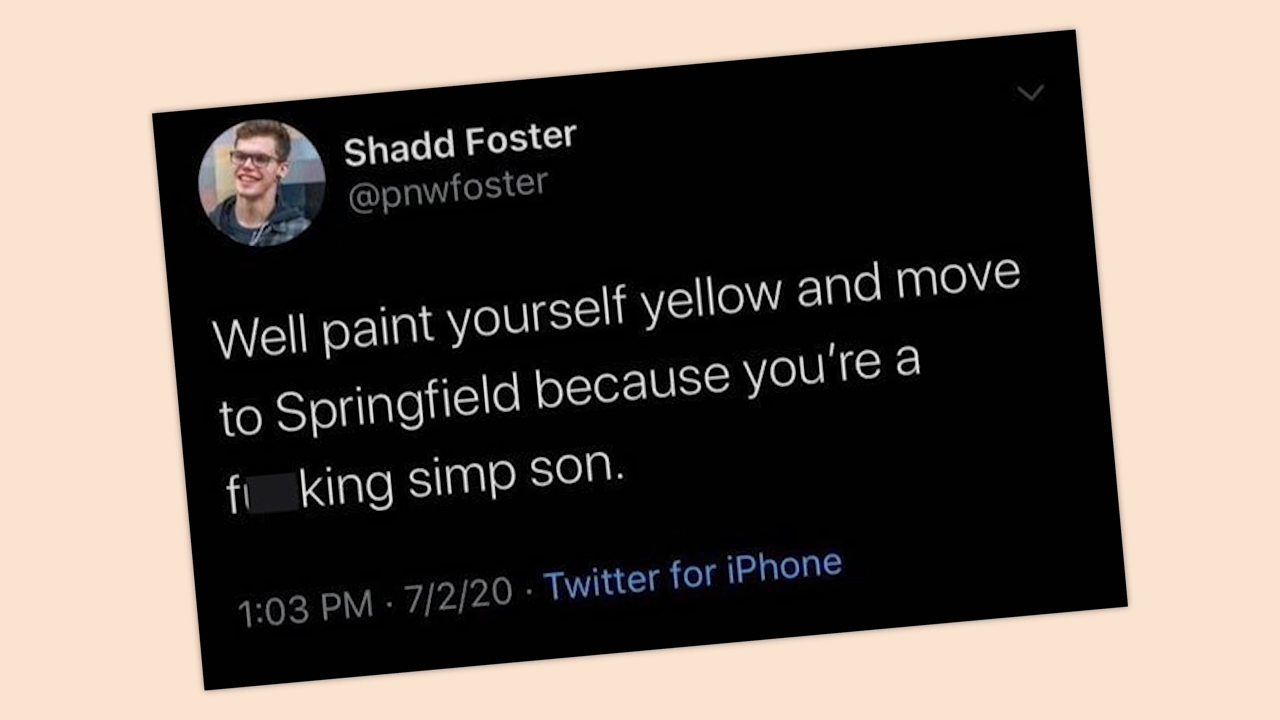 Shadd Foster
@pnwfoster
Well paint yourself yellow and move
to Springfield because you're a
f king simp son.
1:03 PM · 7/2/20 · Twitter for iPhone